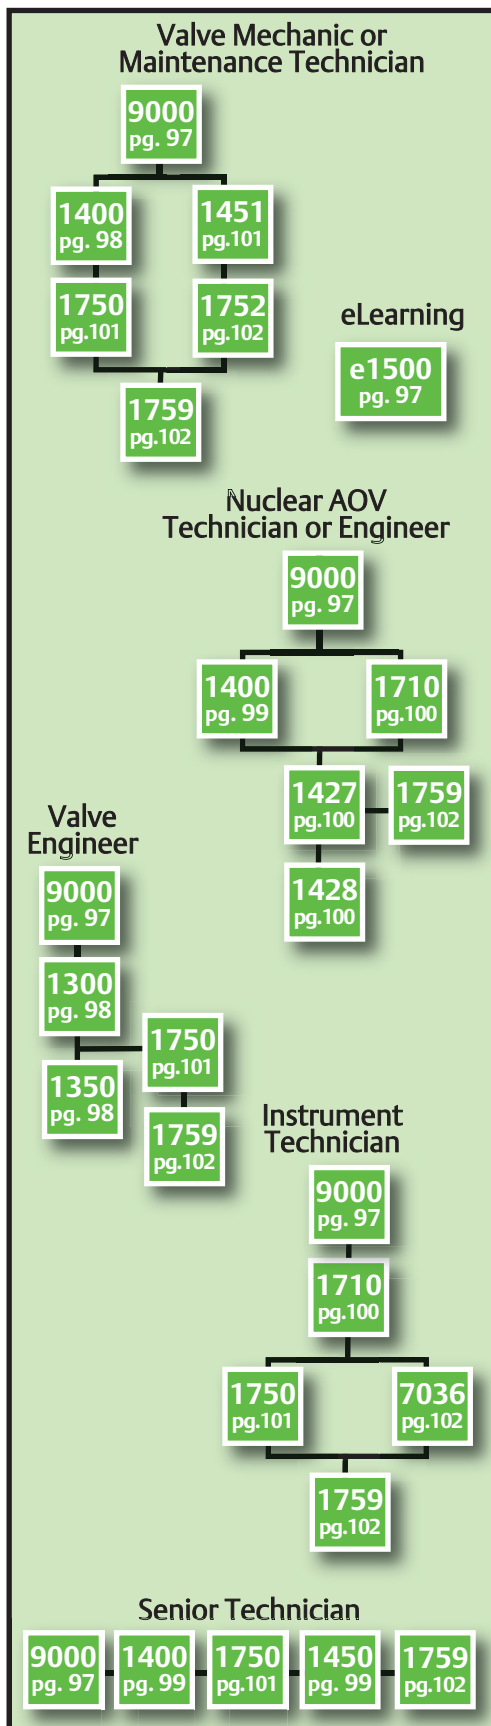 Valve Mechanic or
Maintenance Technician
9000
pg. 97
1400
pg. 98
1451
pg.101
1750
pg.101
1752
pg.102
1759
pg.102
eLearning
e1500
pg. 97
Nuclear AOV
Technician or Engineer
9000
pg. 97
1400
pg. 99
1710
pg.100
1427
pg.100
1759
pg.102
1428
pg.100
Valve
Engineer
9000
pg. 97
1300
pg. 98
1750
pg.101
1350
pg. 98
1759
pg.102
Instrument
Technician
9000
pg. 97
1710
pg.100
1750
pg.101
7036
pg.102
1759
pg.102
Senior Technician
9000
pg. 97
1400
pg. 99
1750
pg.101
1450
pg. 99
1759
pg.102